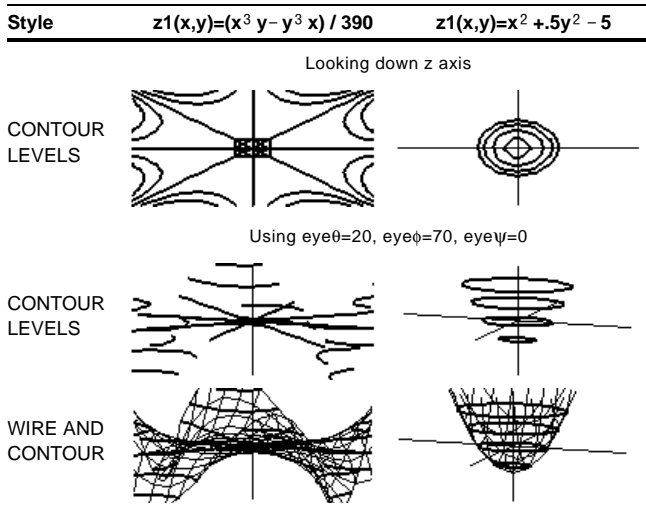 Style z1(x,y)=(x³ y− y³ x) / 390 z1(x,y)=x² +.5y² − 5
Looking down z axis
CONTOUR
LEVELS
Using eyeθ=20, eyeϕ=70, eyeψ=0
CONTOUR
LEVELS
WIRE AND
CONTOUR